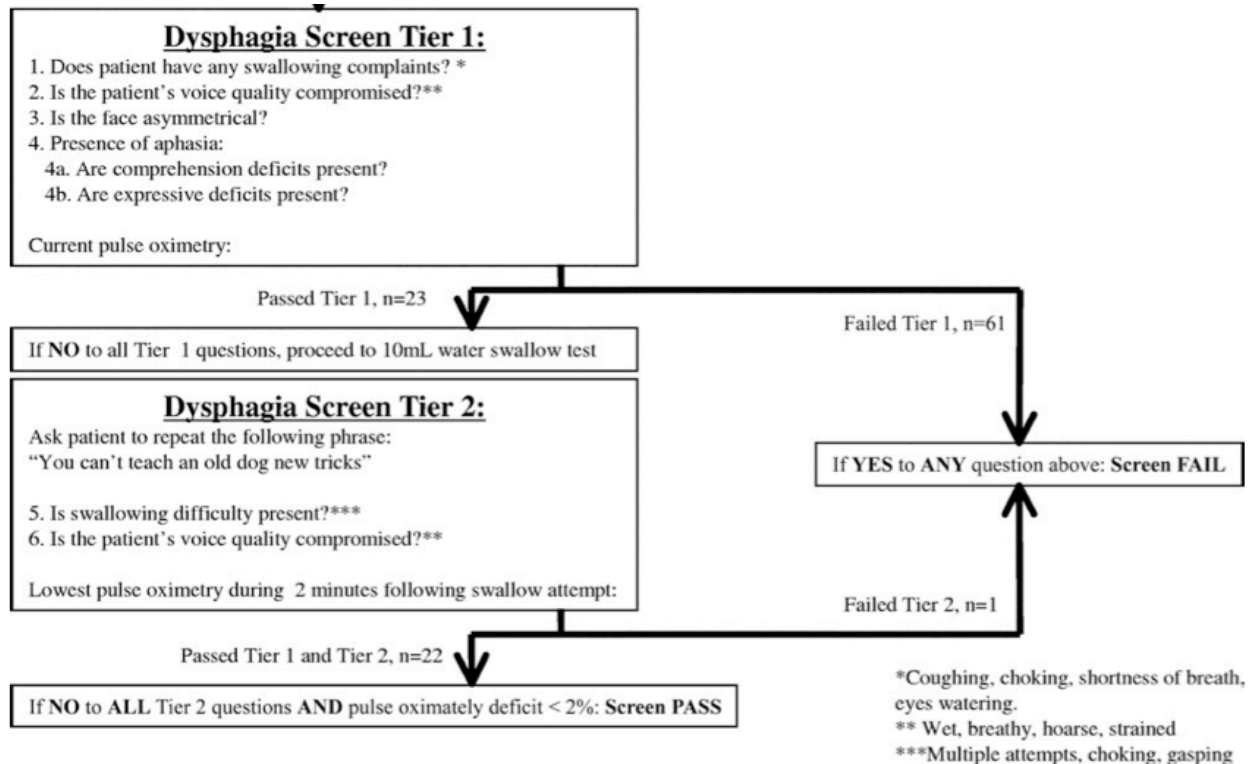 Dysphagia Screen Tier 1:
1. Does patient have any swallowing complaints? *
2. Is the patient's voice quality compromised?**
3. Is the face asymmetrical?
4. Presence of aphasia:
4a. Are comprehension deficits present?
4b. Are expressive deficits present?
Current pulse oximetry:
Passed Tier 1, n=23
Failed Tier 1, n=61
If NO to all Tier 1 questions, proceed to 10mL water swallow test
Dysphagia Screen Tier 2:
Ask patient to repeat the following phrase:
“You can't teach an old dog new tricks”
5. Is swallowing difficulty present?***
6. Is the patient's voice quality compromised?**
Lowest pulse oximetry during 2 minutes following swallow attempt:
If YES to ANY question above: Screen FAIL
Failed Tier 2, n=1
Passed Tier 1 and Tier 2, n=22
If NO to ALL Tier 2 questions AND pulse oximately deficit < 2%: Screen PASS
*Coughing, choking, shortness of breath,
eyes watering.
** Wet, breathy, hoarse, strained
***Multiple attempts, choking, gasping